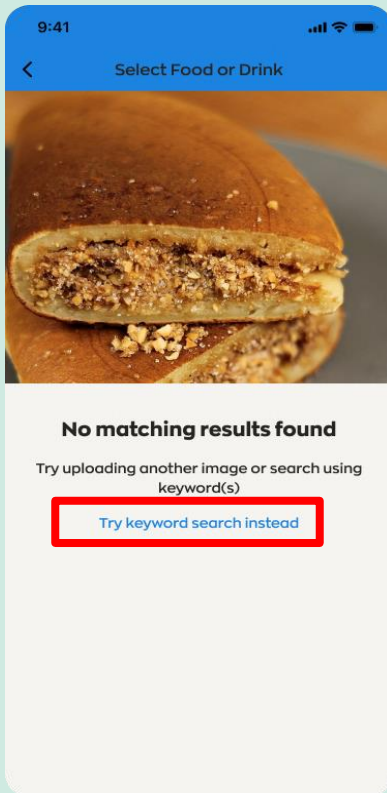 9:41
Select Food or Drink
No matching results found
Try uploading another image or search using
keyword(s)
Try keyword search instead